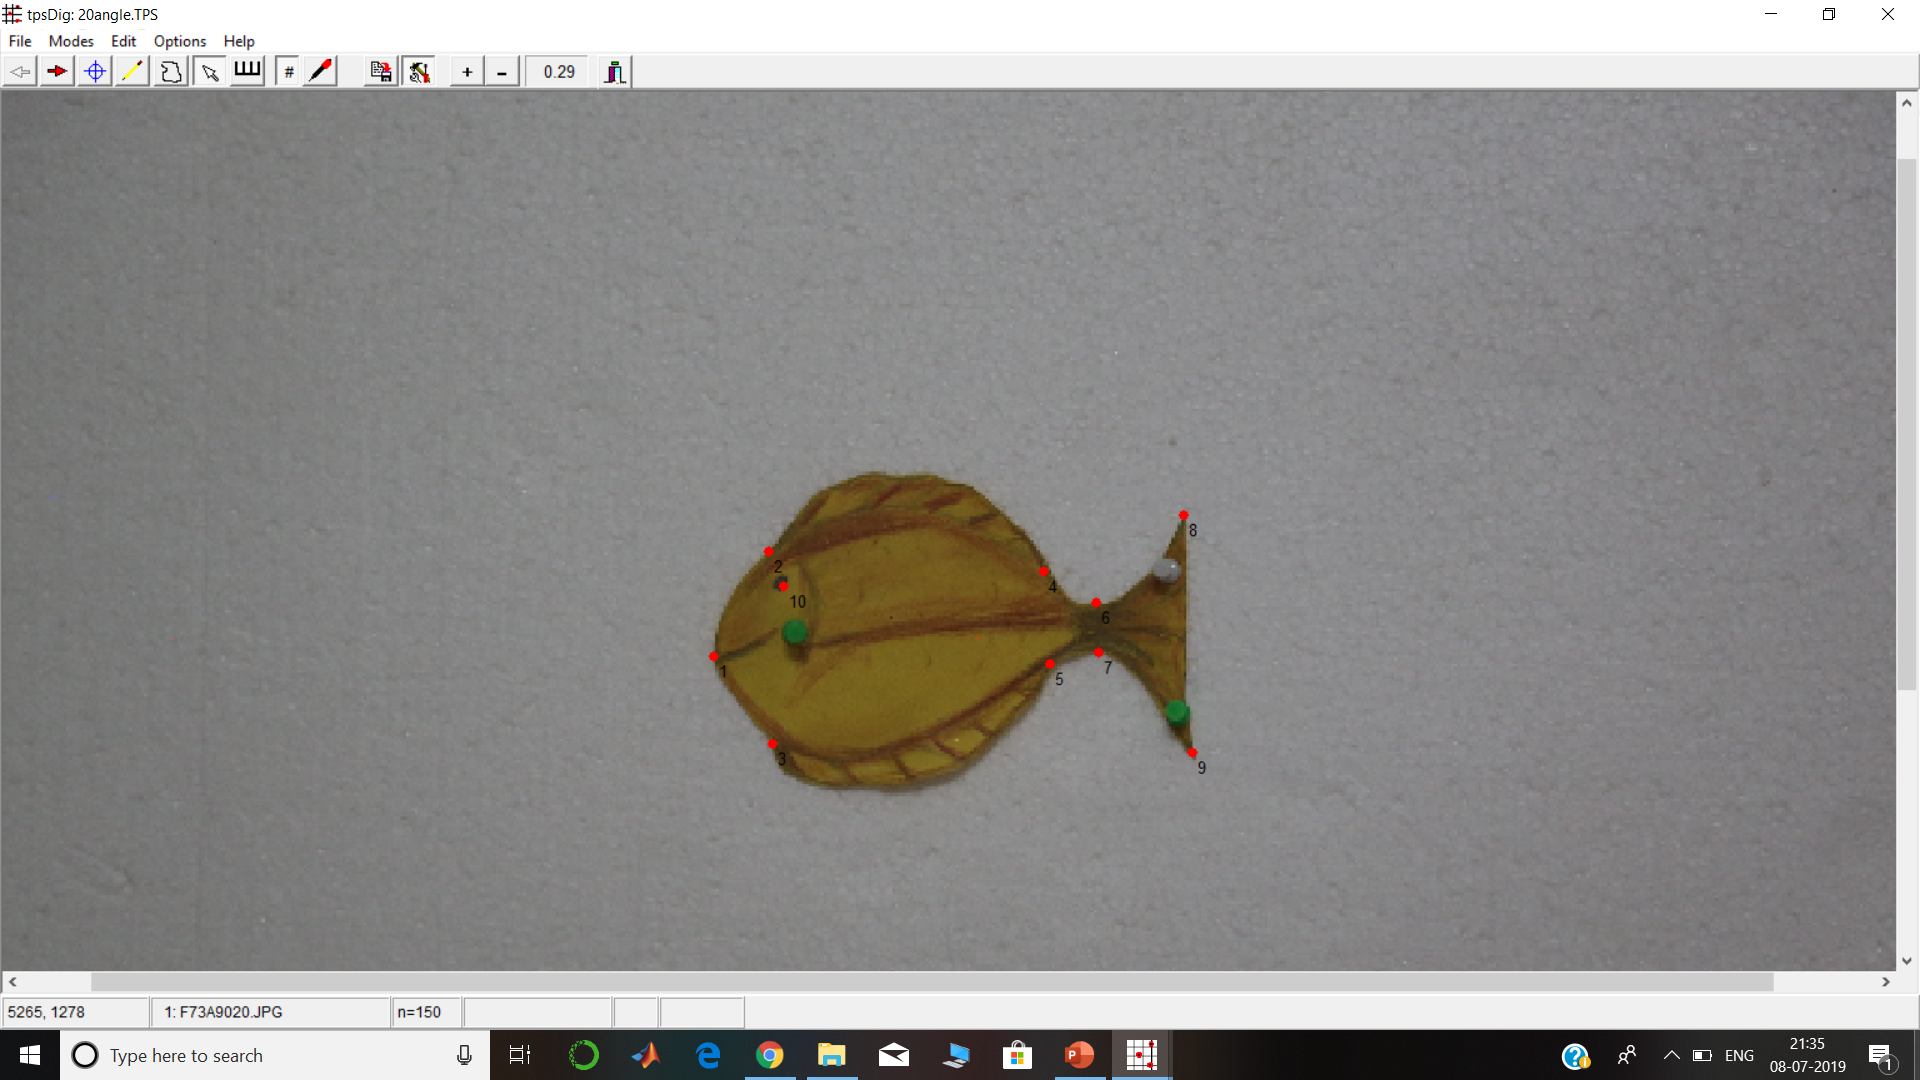 tpsDig: 20angle.TPS
File Modes Edit Options Help
# + - 0.29
8
2
4
10
6
7
1
5
3
9
5265, 1278 1: F73A9020.JPG n=150
Type here to search
P
ENG
21:35
08-07-2019
1